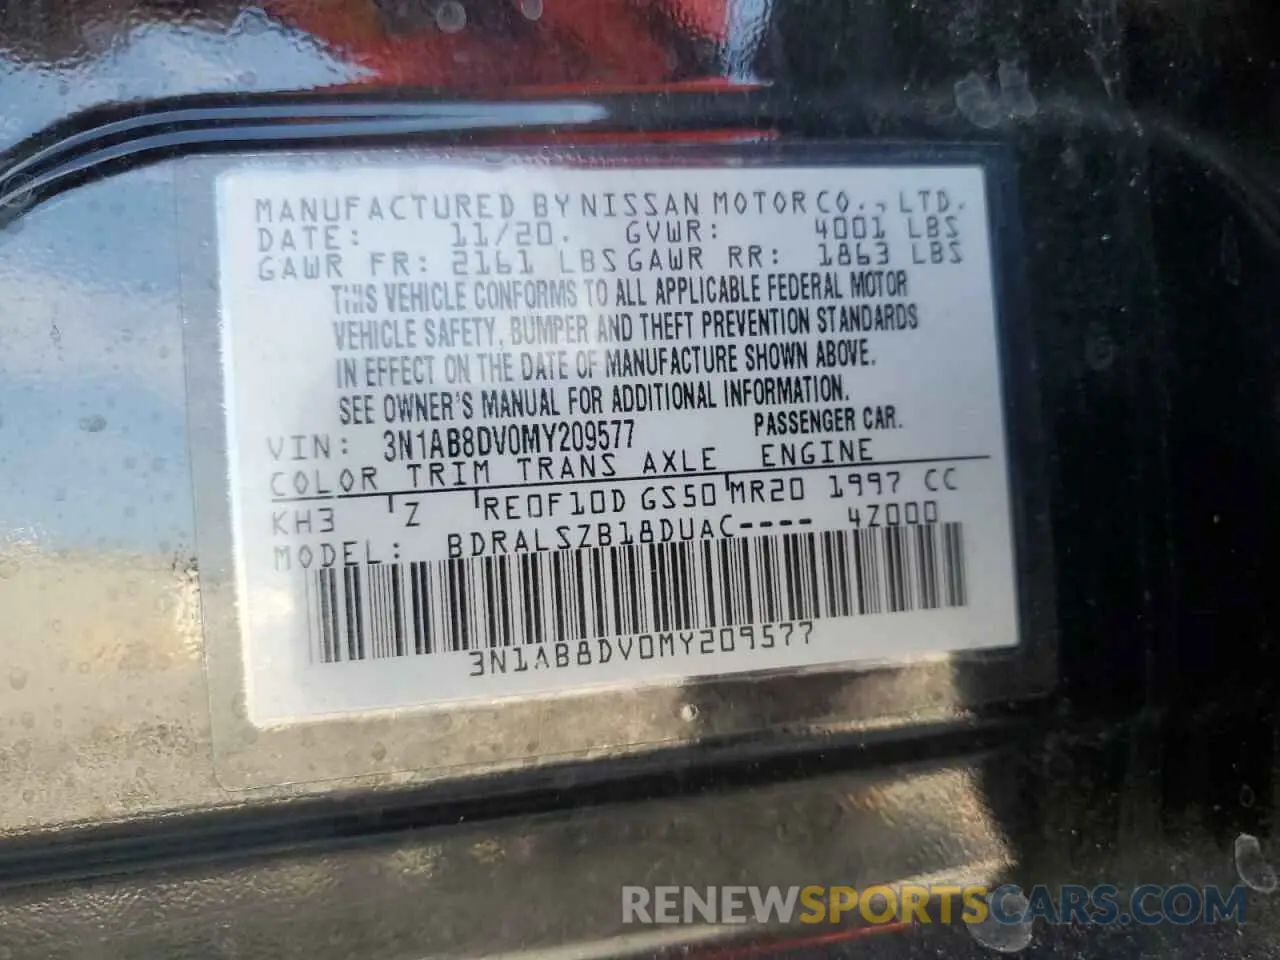 MANUFACTURED BY NISSAN MOTOR CO., LTD.
DATE: 11/20. GVWR: 4001 LBS
GAWR FR: 2161 LBS GAWR RR: 1863 LBS
THIS VEHICLE CONFORMS TO ALL APPLICABLE FEDERAL MOTOR
VEHICLE SAFETY, BUMPER AND THEFT PREVENTION STANDARDS
IN EFFECT ON THE DATE OF MANUFACTURE SHOWN ABOVE.
SEE OWNER'S MANUAL FOR ADDITIONAL INFORMATION.
VIN: 3N1AB8DV0MY209577 PASSENGER CAR.
COLOR TRIM TRANS AXLE ENGINE
KH3 Z RE0F10D GS50 MR20 1997 CC
MODEL: BDRALSZB18DUAC---- 4Z000
3N1AB8DV0MY209577
RENEWSPORTSCARS.COM